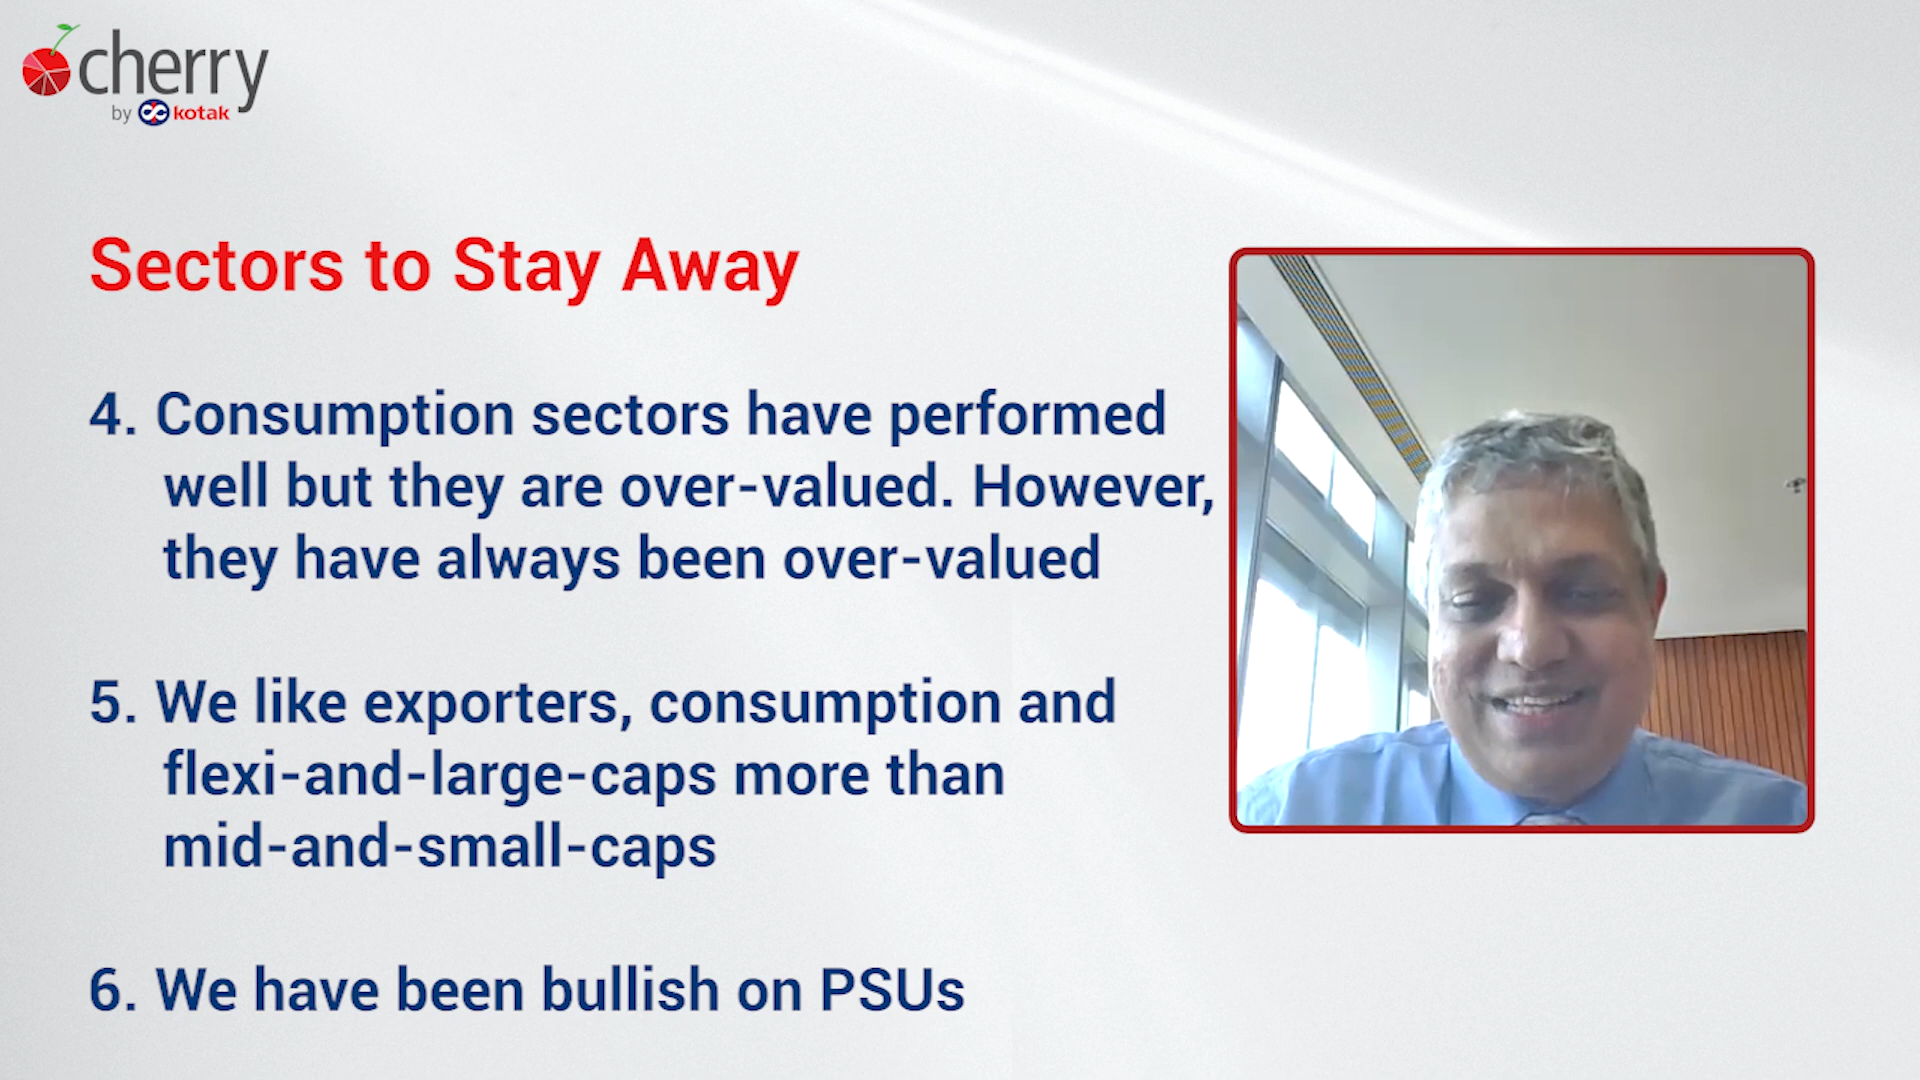 cherry
by kotak
Sectors to Stay Away
4. Consumption sectors have performed
well but they are over-valued. However,
they have always been over-valued
5. We like exporters, consumption and
flexi-and-large-caps more than
mid-and-small-caps
6. We have been bullish on PSUs